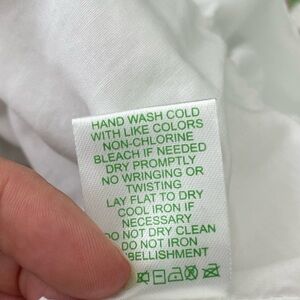 HAND WASH COLD
WITH LIKE COLORS
NON-CHLORINE
BLEACH IF NEEDED
DRY PROMPTLY
NO WRINGING OR
TWISTING
LAY FLAT TO DRY
COOL IRON IF
NECESSARY
DO NOT DRY CLEAN
DO NOT IRON
BELLISHMENT